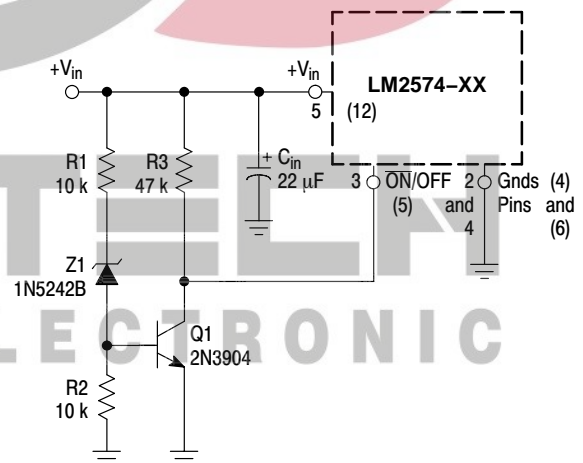 +Vin
+Vin
LM2574–XX
5
(12)
R1
10 k
R3
47 k
+
Cin
22 μF
3
ON/OFF
(5)
2
and
4
Gnds
Pins
(4)
and
(6)
Z1
1N5242B
Q1
2N3904
R2
10 k
TECH
ELECTRONIC